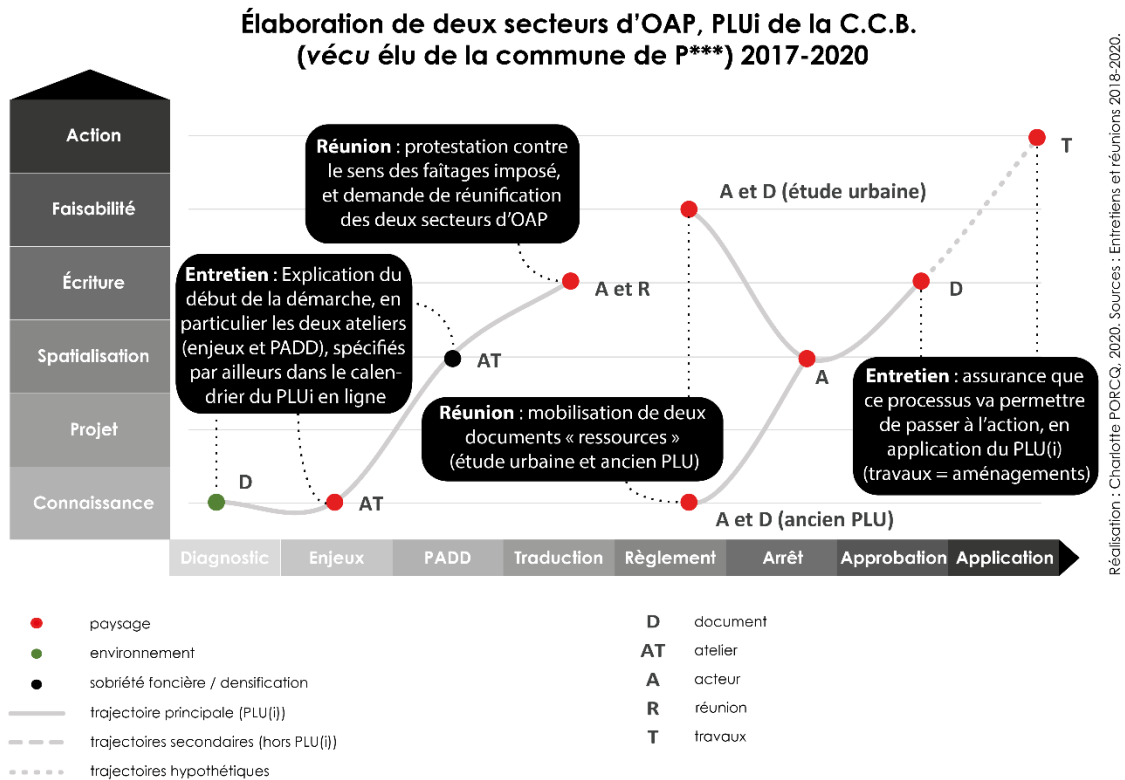 Élaboration de deux secteurs d'OAP, PLUi de la C.C.B.
(vécu élu de la commune de P***) 2017-2020
Action
Faisabilité
Écriture
Spatialisation
Projet
Connaissance
Réunion : protestation contre
le sens des faîtages imposé,
et demande de réunification
des deux secteurs d'OAP
Entretien : Explication du
début de la démarche, en
particulier les deux ateliers
(enjeux et PADD), spécifiés
par ailleurs dans le calen-
drier du PLUi en ligne
Réunion : mobilisation de deux
documents « ressources »
(étude urbaine et ancien PLU)
Entretien : assurance que
ce processus va permettre
de passer à l'action, en
application du PLU(i)
(travaux = aménagements)
D
AT
AT
A et R
A et D (étude urbaine)
A et D (ancien PLU)
A
D
T
Diagnostic
Enjeux
PADD
Traduction
Règlement
Arrêt
Approbation
Application
paysage
environnement
sobriété foncière / densification
trajectoire principale (PLU(i))
trajectoires secondaires (hors PLU(i))
trajectoires hypothétiques
D document
AT atelier
A acteur
R réunion
T travaux
Réalisation : Charlotte PORCQ, 2020. Sources : Entretiens et réunions 2018-2020.